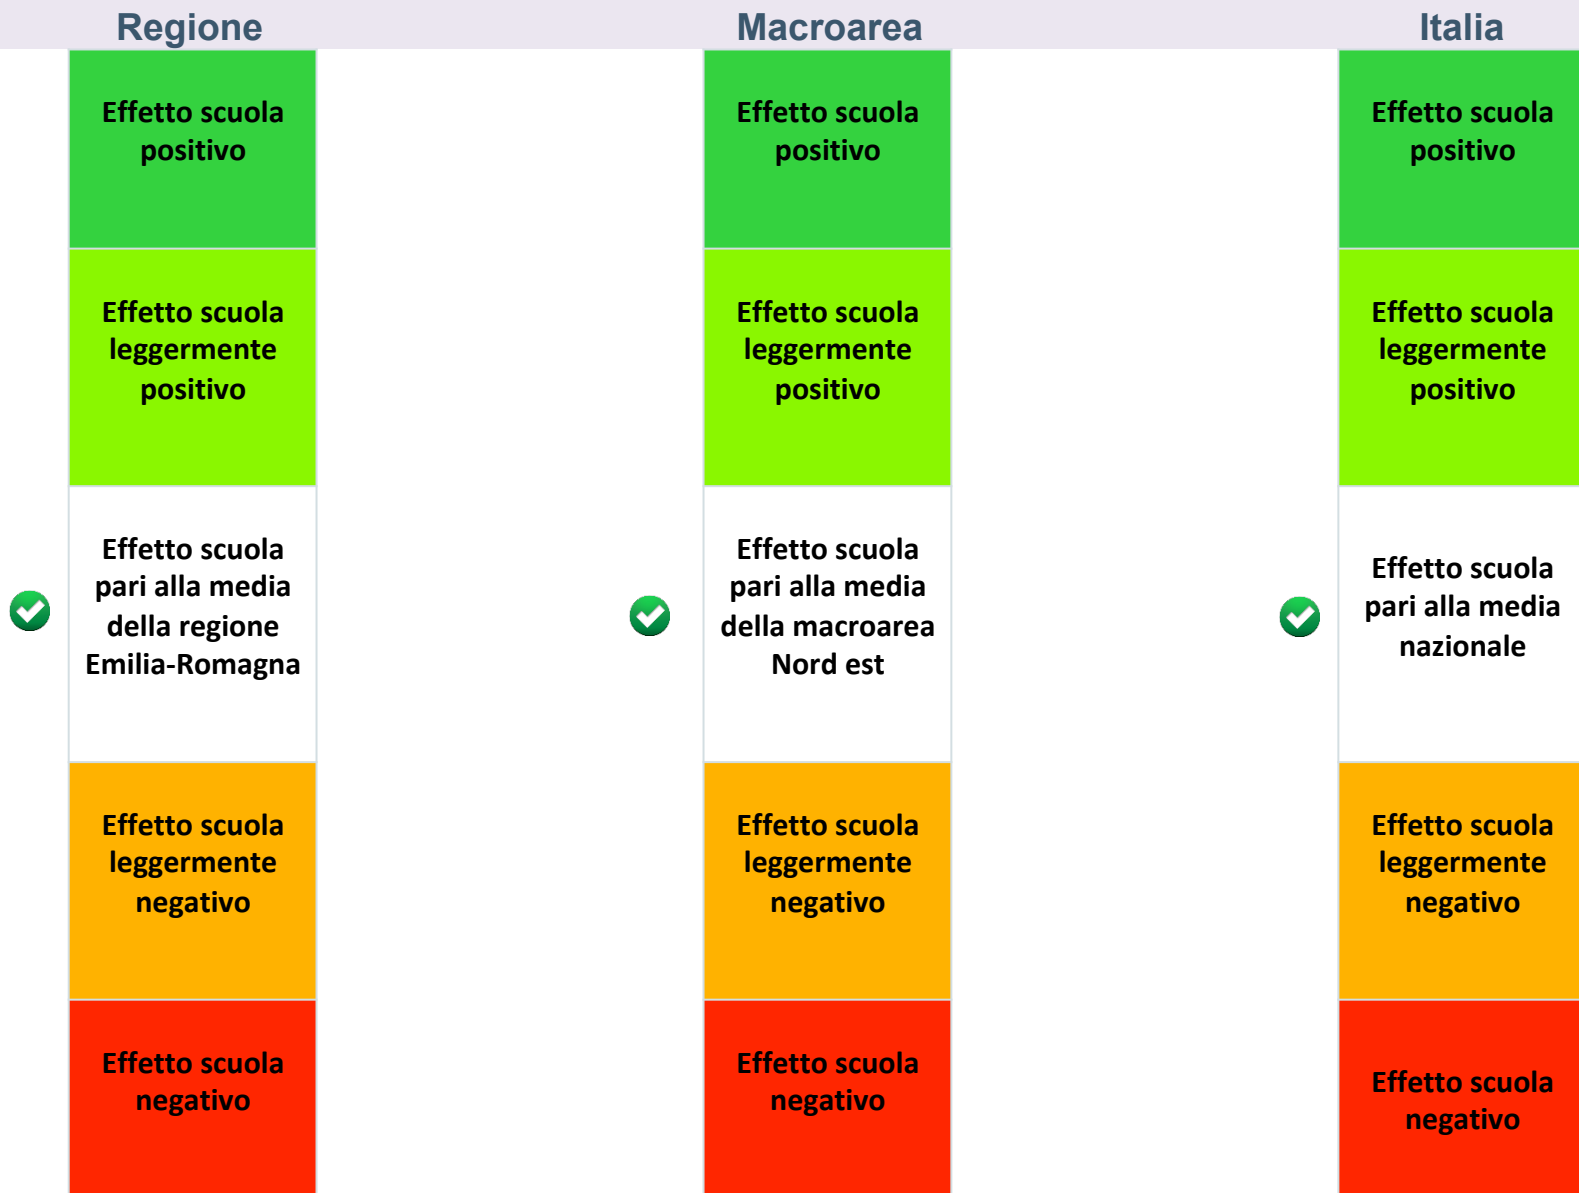 Regione
Macroarea
Italia
Effetto scuola
positivo
Effetto scuola
positivo
Effetto scuola
positivo
Effetto scuola
leggermente
positivo
Effetto scuola
leggermente
positivo
Effetto scuola
leggermente
positivo
Effetto scuola
pari alla media
della regione
Emilia-Romagna
Effetto scuola
pari alla media
della macroarea
Nord est
Effetto scuola
pari alla media
nazionale
Effetto scuola
leggermente
negativo
Effetto scuola
leggermente
negativo
Effetto scuola
leggermente
negativo
Effetto scuola
negativo
Effetto scuola
negativo
Effetto scuola
negativo